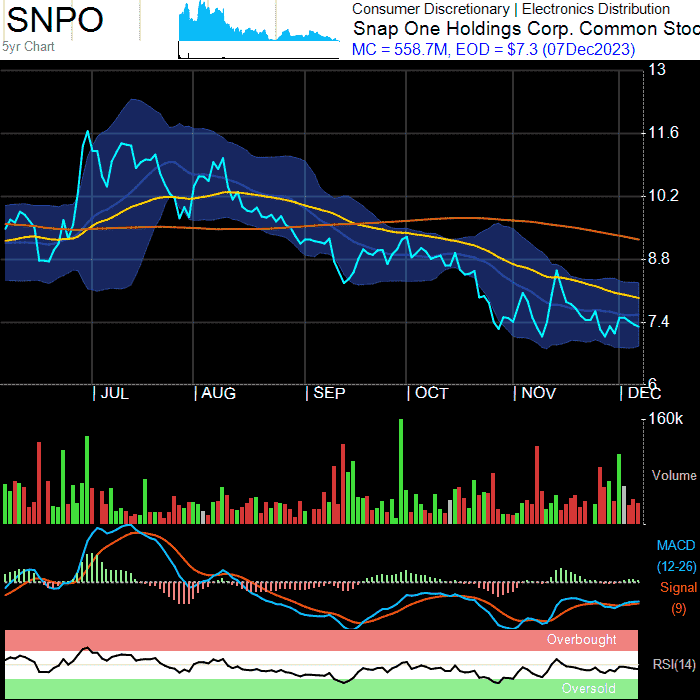 SNPO
5yr Chart
Consumer Discretionary | Electronics Distribution
Snap One Holdings Corp. Common Stoc
MC = 558.7M, EOD = $7.3 (07Dec2023)
13
11.6
10.2
8.8
7.4
6
JUL AUG SEP OCT NOV DEC
160k
Volume
MACD
(12-26)
Signal
(9)
Overbought
RSI(14)
Oversold